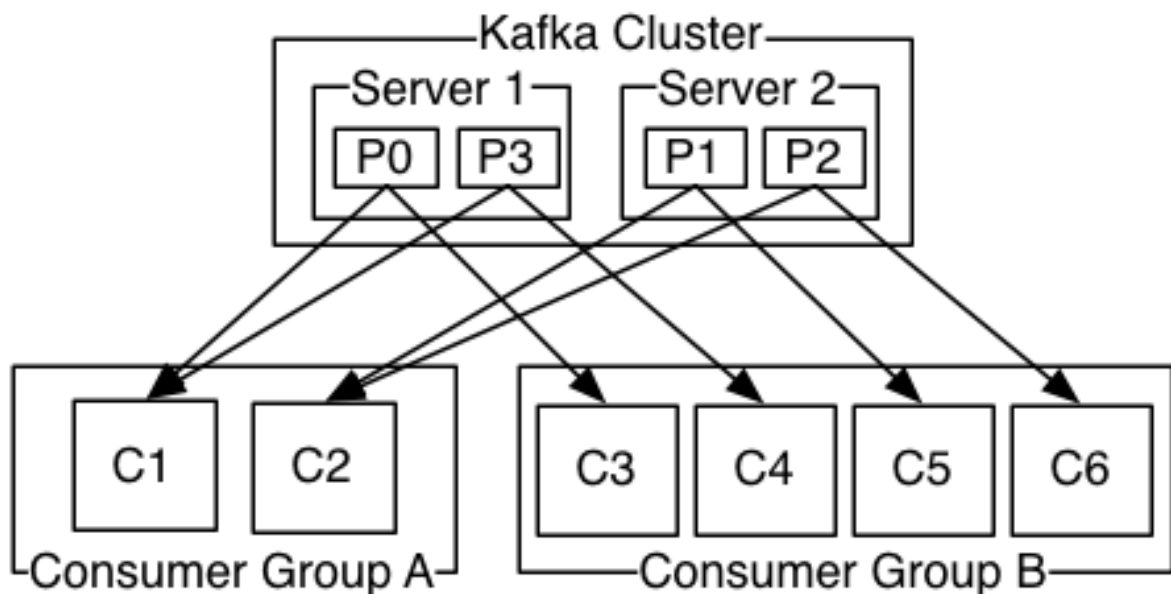 Kafka Cluster
Server 1
Server 2
P0
P3
P1
P2
C1
C2
C3
C4
C5
C6
Consumer Group A
Consumer Group B